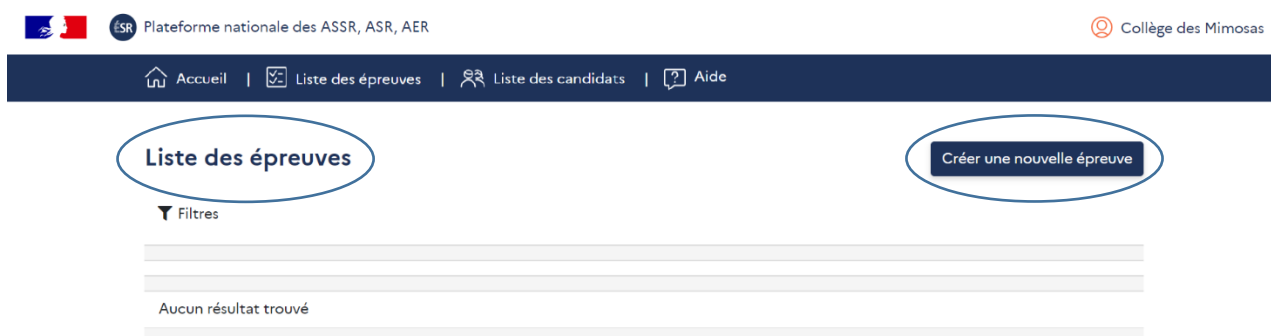 ÉSR Plateforme nationale des ASSR, ASR, AER Collège des Mimosas
Accueil | Liste des épreuves | Liste des candidats | ? Aide
Liste des épreuves Créer une nouvelle épreuve
Filtres
Aucun résultat trouvé